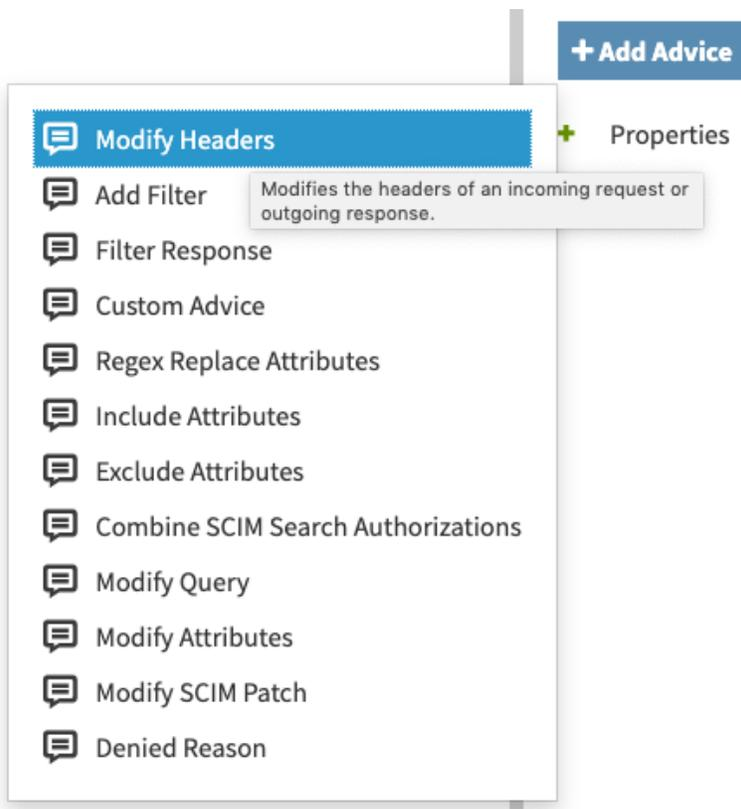 + Add Advice
Modify Headers
+ Properties
Add Filter
Modifies the headers of an incoming request or
outgoing response.
Filter Response
Custom Advice
Regex Replace Attributes
Include Attributes
Exclude Attributes
Combine SCIM Search Authorizations
Modify Query
Modify Attributes
Modify SCIM Patch
Denied Reason